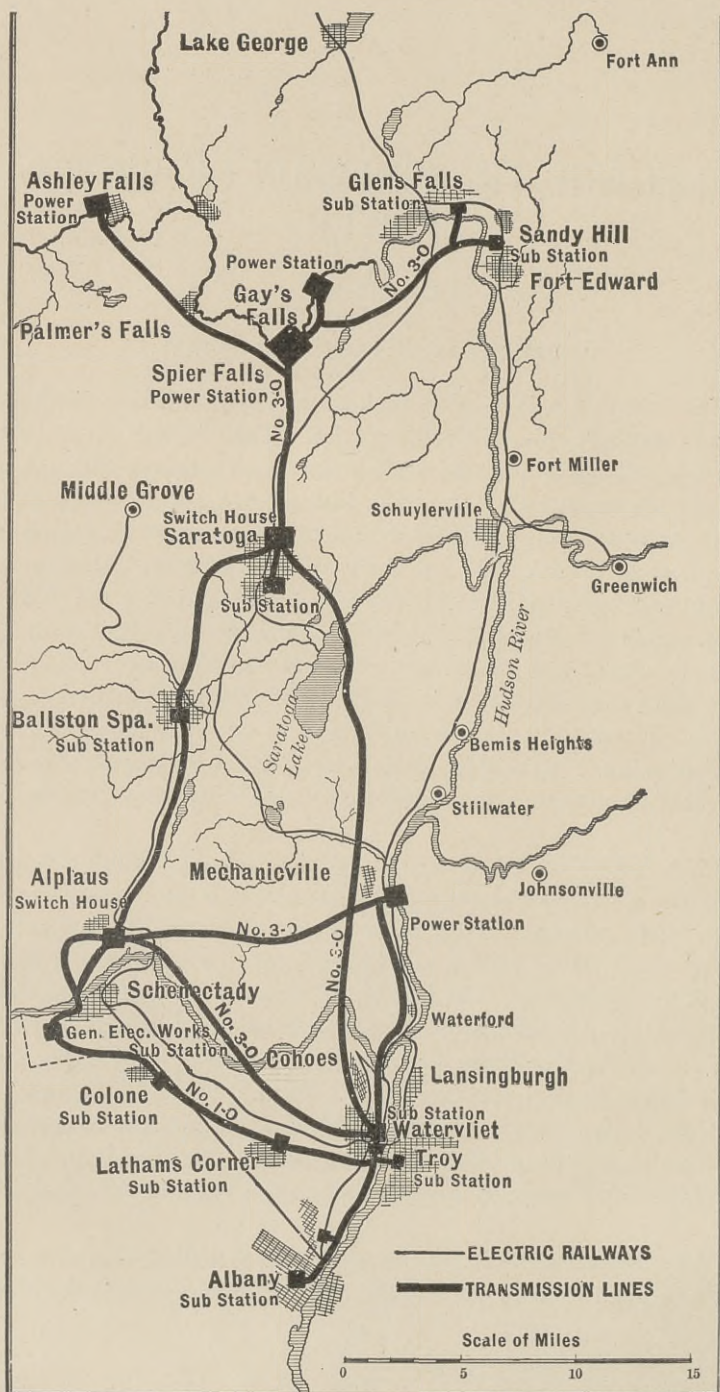 Lake George
Fort Ann
Ashley Falls
Power
Station
Glens Falls
Sub Station
Sandy Hill
Sub Station
Fort Edward
Power Station
Gay's
Falls
No. 3-0
Palmer's Falls
Spier Falls
Power Station
No. 3-0
Fort Miller
Middle Grove
Switch House
Saratoga
Schuylerville
Sub Station
Greenwich
Hudson River
Ballston Spa.
Sub Station
Saratoga
Lake
Bemis Heights
Stillwater
Mechanicville
Alplaus
Switch House
Johnsonville
No. 3-0
Power Station
No. 3-0
Schenectady
Waterford
Gen. Elec. Works
Sub Station
No. 3-0
Cohoes
Lansingburgh
Colone
Sub Station
No. 1-0
Sub Station
Watervliet
Lathams Corner
Sub Station
Troy
Sub Station
Albany
Sub Station
ELECTRIC RAILWAYS
TRANSMISSION LINES
Scale of Miles
0 5 10 15